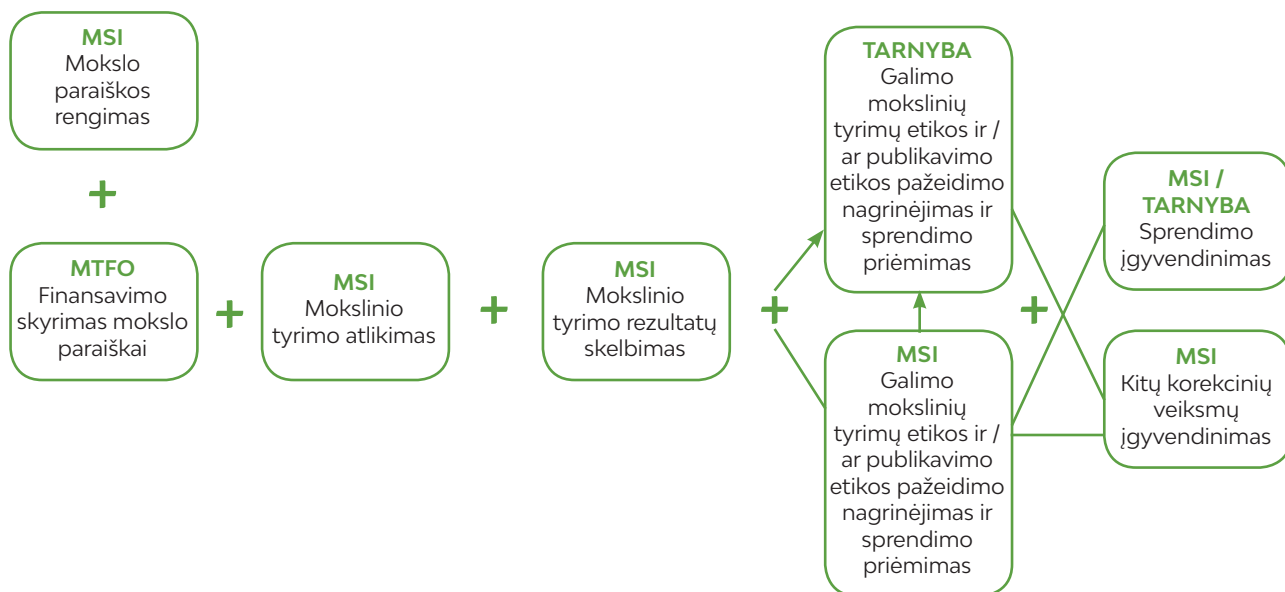 MSI
Mokslo
paraiškos
rengimas
+
MTFO
Finansavimo
skyrimas mokslo
paraiškai
+
MSI
Mokslinio
tyrimo atlikimas
+
MSI
Mokslinio
tyrimo rezultatų
skelbimas
+
TARNYBA
Galimo
mokslinių
tyrimų etikos ir /
ar publikavimo
etikos pažeidimo
nagrinėjimas ir
sprendimo
priėmimas
MSI
Galimo
mokslinių
tyrimų etikos ir /
ar publikavimo
etikos pažeidimo
nagrinėjimas ir
sprendimo
priėmimas
+
MSI /
TARNYBA
Sprendimo
įgyvendinimas
MSI
Kitų korekcinių
veiksmų
įgyvendinimas